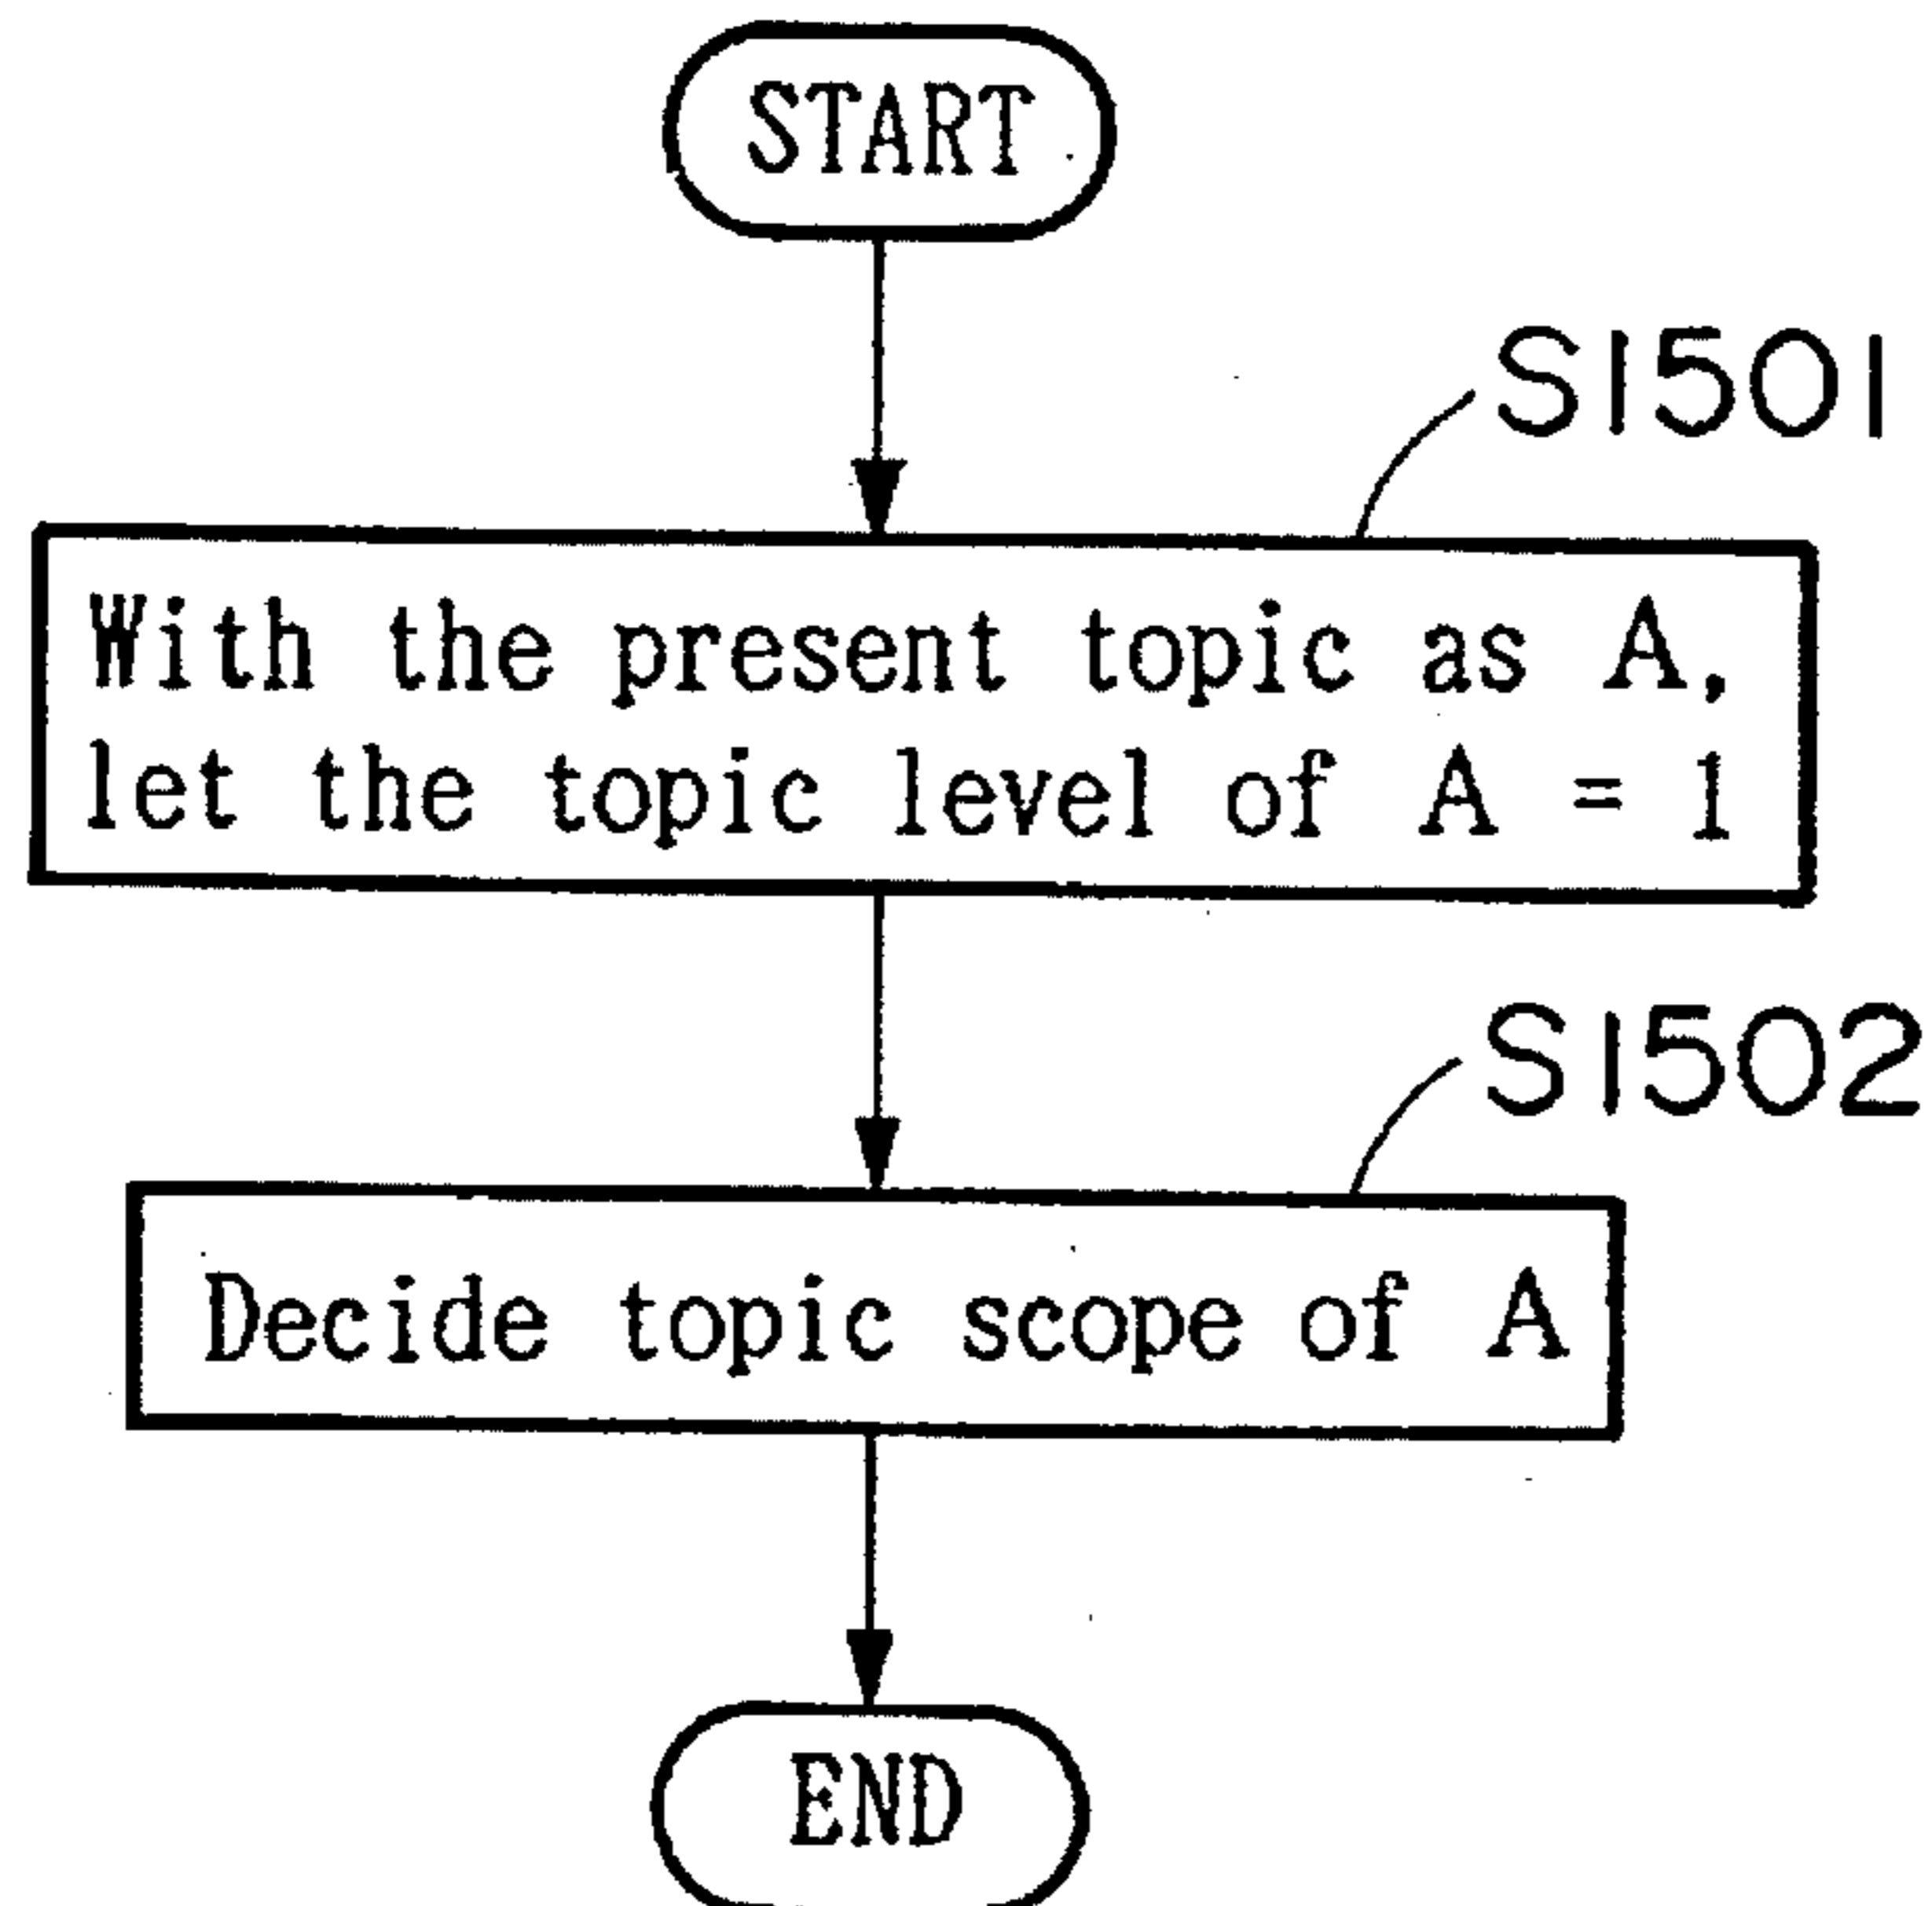 START
S1501
With the present topic as A,
let the topic level of A = 1
S1502
Decide topic scope of A
END